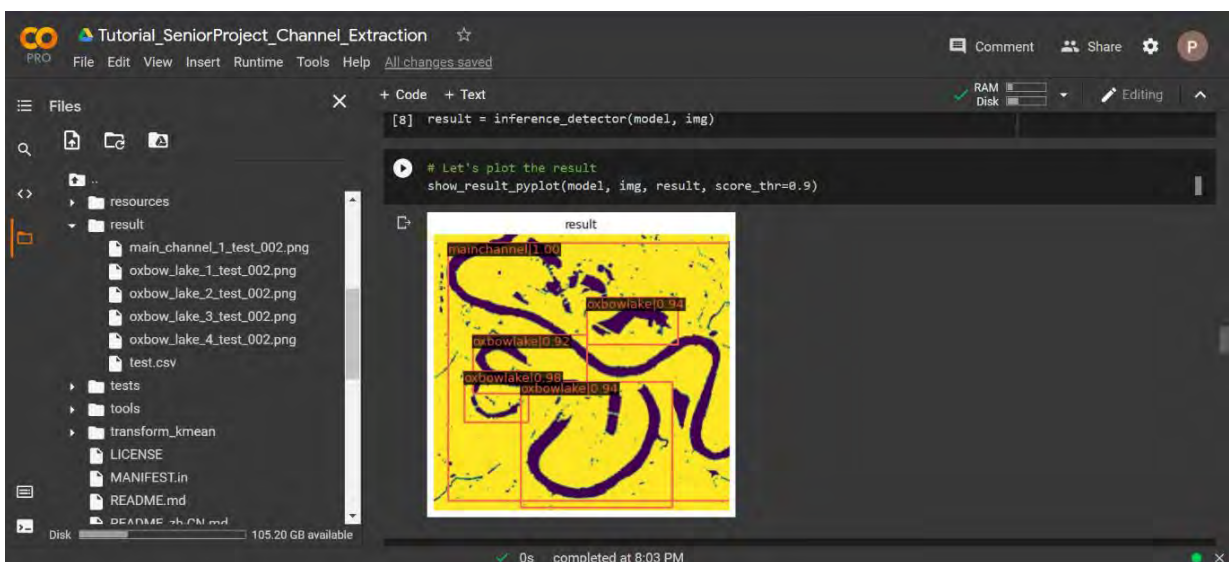 CO
PRO
Tutorial_SeniorProject_Channel_Extraction
File Edit View Insert Runtime Tools Help All changes saved
Comment Share P
Files
+ Code + Text
RAM
Disk
Editing
..
resources
result
main_channel_1_test_002.png
oxbow_lake_1_test_002.png
oxbow_lake_2_test_002.png
oxbow_lake_3_test_002.png
oxbow_lake_4_test_002.png
test.csv
tests
tools
transform_kmean
LICENSE
MANIFEST.in
README.md
README_zh-CN.md
Disk 105.20 GB available
[8] result = inference_detector(model, img)
# Let's plot the result
show_result_pyplot(model, img, result, score_thr=0.9)
result
mainchannel|1.00
oxbowlake|0.94
oxbowlake|0.92
oxbowlake|0.98
oxbowlake|0.94
0s completed at 8:03 PM